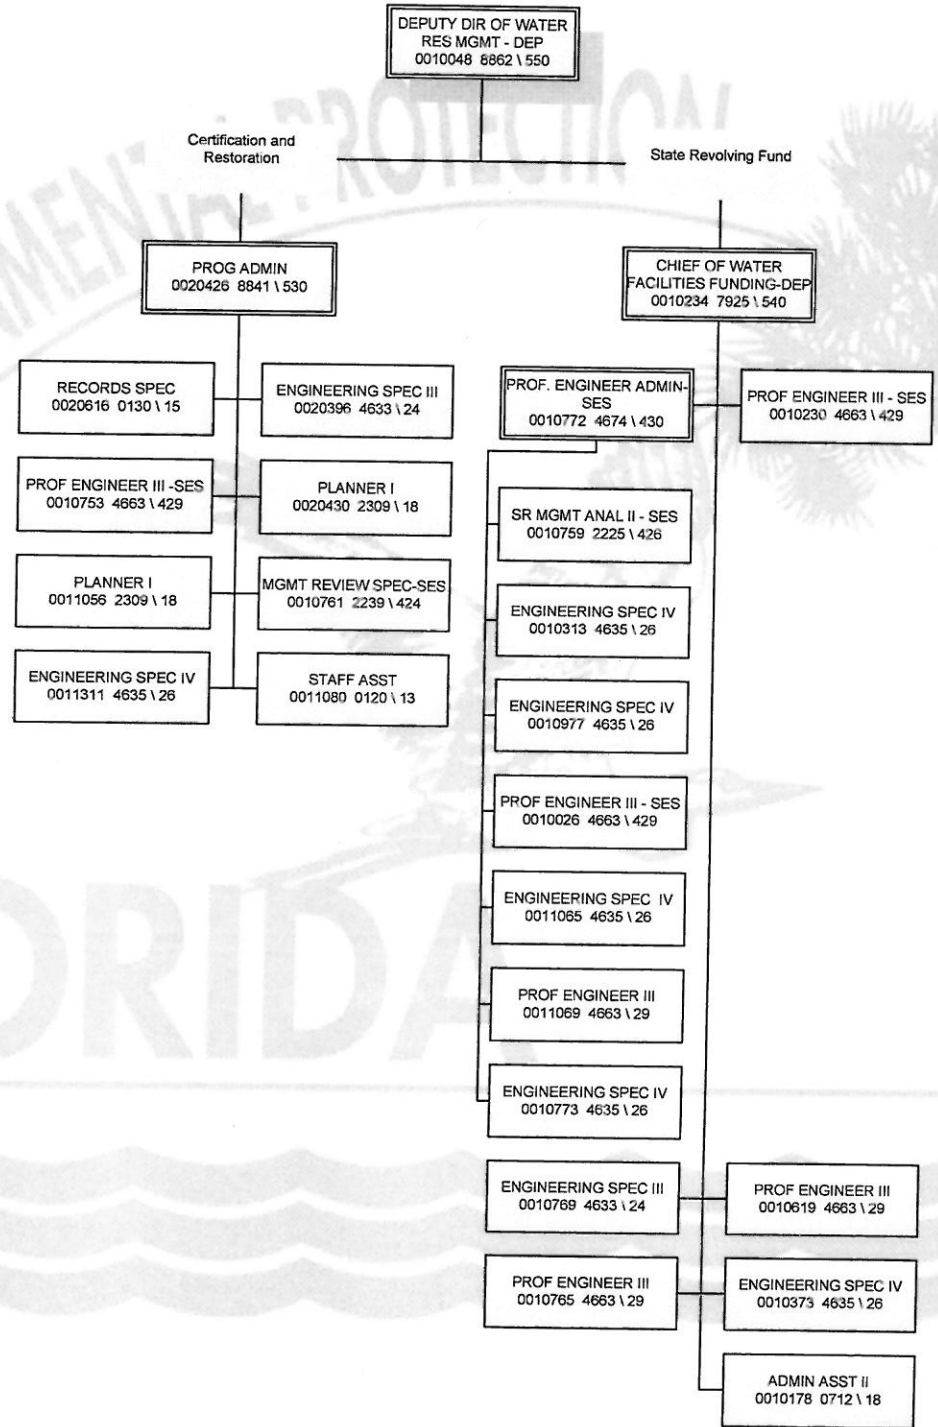 DEPUTY DIR OF WATER
RES MGMT - DEP
0010048 8862 \ 550
Certification and
Restoration
State Revolving Fund
PROG ADMIN
0020426 8841 \ 530
CHIEF OF WATER
FACILITIES FUNDING-DEP
0010234 7925 \ 540
RECORDS SPEC
0020616 0130 \ 15
ENGINEERING SPEC III
0020396 4633 \ 24
PROF ENGINEER III -SES
0010753 4663 \ 429
PLANNER I
0020430 2309 \ 18
PLANNER I
0011056 2309 \ 18
MGMT REVIEW SPEC-SES
0010761 2239 \ 424
ENGINEERING SPEC IV
0011311 4635 \ 26
STAFF ASST
0011080 0120 \ 13
PROF. ENGINEER ADMIN-
SES
0010772 4674 \ 430
PROF ENGINEER III - SES
0010230 4663 \ 429
SR MGMT ANAL II - SES
0010759 2225 \ 426
ENGINEERING SPEC IV
0010313 4635 \ 26
ENGINEERING SPEC IV
0010977 4635 \ 26
PROF ENGINEER III - SES
0010026 4663 \ 429
ENGINEERING SPEC IV
0011065 4635 \ 26
PROF ENGINEER III
0011069 4663 \ 29
ENGINEERING SPEC IV
0010773 4635 \ 26
ENGINEERING SPEC III
0010769 4633 \ 24
PROF ENGINEER III
0010619 4663 \ 29
PROF ENGINEER III
0010765 4663 \ 29
ENGINEERING SPEC IV
0010373 4635 \ 26
ADMIN ASST II
0010178 0712 \ 18
NMENTAL PROTECTION
ORIDA